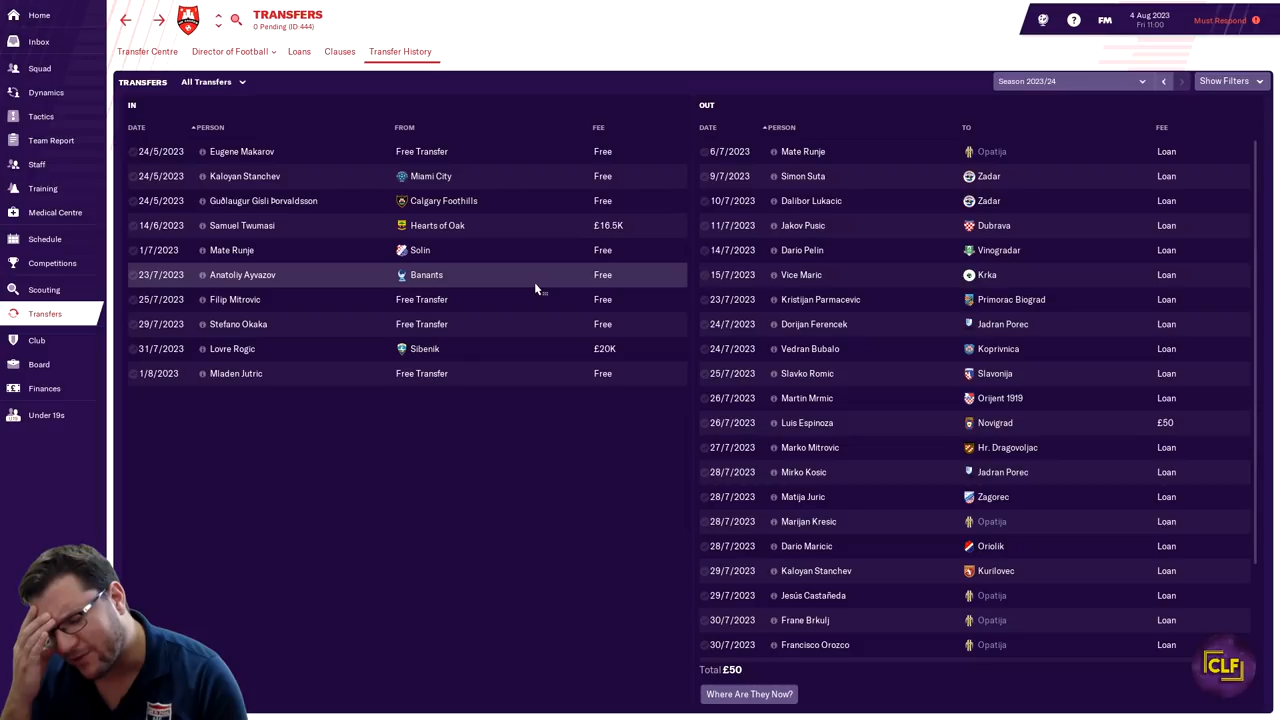 Home
Inbox
Squad
Dynamics
Tactics
Team Report
Staff
Training
Medical Centre
Schedule
Competitions
Scouting
Transfers
Club
Board
Finances
Under 19s
TRANSFERS
0 Pending (ID:444)
FM
4 Aug 2023
Fri 11:00
Must Respond
Transfer Centre
Director of Football
Loans
Clauses
Transfer History
TRANSFERS All Transfers
Season 2023/24
Show Filters
IN
DATE PERSON FROM FEE
24/5/2023 Eugene Makarov Free Transfer Free
24/5/2023 Kaloyan Stanchev Miami City Free
24/5/2023 Guðlaugur Gísli Þorvaldsson Calgary Foothills Free
14/6/2023 Samuel Twumasi Hearts of Oak £16.5K
1/7/2023 Mate Runje Solin Free
23/7/2023 Anatoliy Ayvazov Banants Free
25/7/2023 Filip Mitrovic Free Transfer Free
29/7/2023 Stefano Okaka Free Transfer Free
31/7/2023 Lovre Rogic Sibenik £20K
1/8/2023 Mladen Jutric Free Transfer Free
OUT
DATE PERSON TO FEE
6/7/2023 Mate Runje Opatija Loan
9/7/2023 Simon Suta Zadar Loan
10/7/2023 Dalibor Lukacic Zadar Loan
11/7/2023 Jakov Pusic Dubrava Loan
14/7/2023 Dario Pelin Vinogradar Loan
15/7/2023 Vice Maric Krka Loan
23/7/2023 Kristijan Parmacevic Primorac Biograd Loan
24/7/2023 Dorijan Ferencek Jadran Porec Loan
24/7/2023 Vedran Bubalo Koprivnica Loan
25/7/2023 Slavko Romic Slavonija Loan
26/7/2023 Martin Mrmic Orijent 1919 Loan
26/7/2023 Luis Espinoza Novigrad £50
27/7/2023 Marko Mitrovic Hr. Dragovoljac Loan
28/7/2023 Mirko Kosic Jadran Porec Loan
28/7/2023 Matija Juric Zagorec Loan
28/7/2023 Marijan Kresic Opatija Loan
28/7/2023 Dario Maricic Oriolik Loan
29/7/2023 Kaloyan Stanchev Kurilovec Loan
29/7/2023 Jesús Castañeda Opatija Loan
30/7/2023 Frane Brkulj Opatija Loan
30/7/2023 Francisco Orozco Opatija Loan
Total £50
Where Are They Now?
CLF